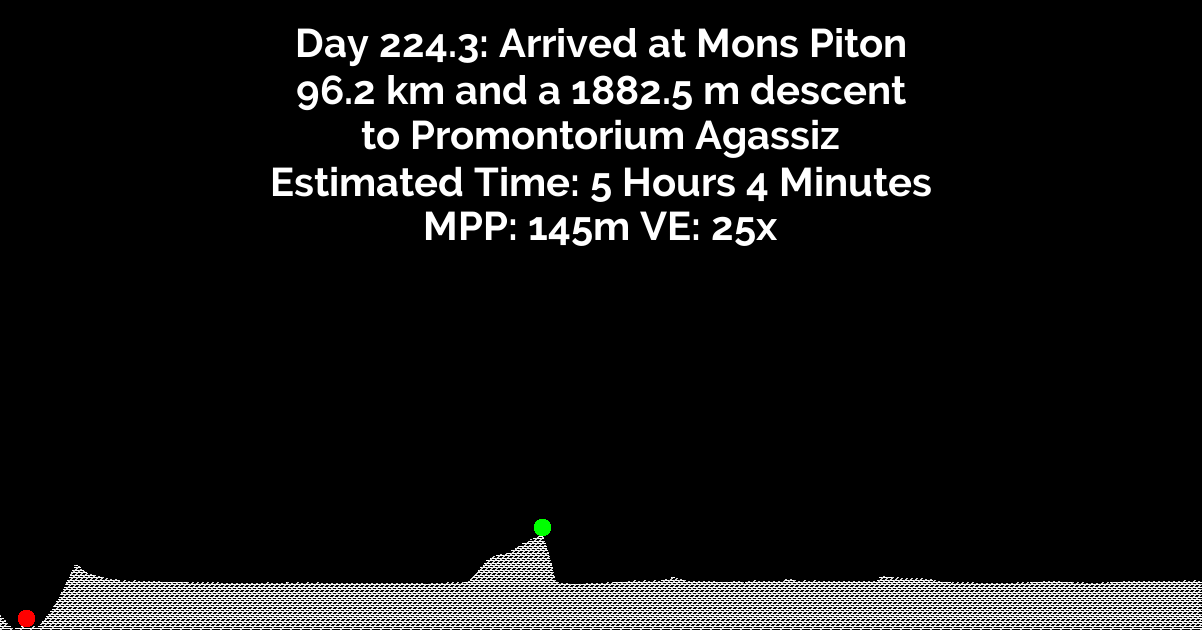 Day 224.3: Arrived at Mons Piton
96.2 km and a 1882.5 m descent
to Promontorium Agassiz
Estimated Time: 5 Hours 4 Minutes
MPP: 145m VE: 25x